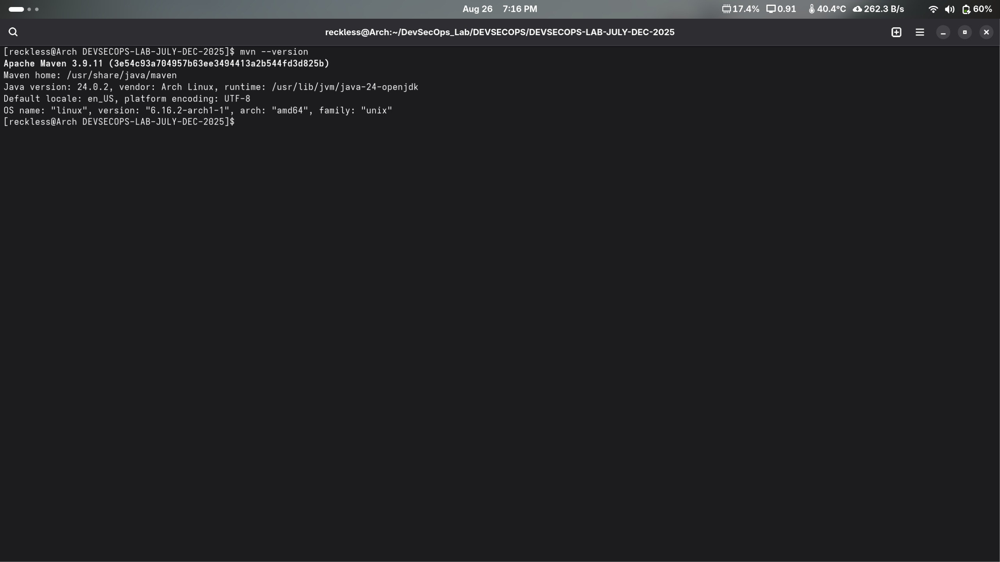 Aug 26 7:16 PM 17.4% 0.91 40.4°C 262.3 B/s 60%
reckless@Arch:~/DevSecOps_Lab/DEVSECOPS/DEVSECOPS-LAB-JULY-DEC-2025
[reckless@Arch DEVSECOPS-LAB-JULY-DEC-2025]$ mvn --version
Apache Maven 3.9.11 (3e54c93a704957b63ee3494413a2b544fd3d825b)
Maven home: /usr/share/java/maven
Java version: 24.0.2, vendor: Arch Linux, runtime: /usr/lib/jvm/java-24-openjdk
Default locale: en_US, platform encoding: UTF-8
OS name: "linux", version: "6.16.2-arch1-1", arch: "amd64", family: "unix"
[reckless@Arch DEVSECOPS-LAB-JULY-DEC-2025]$